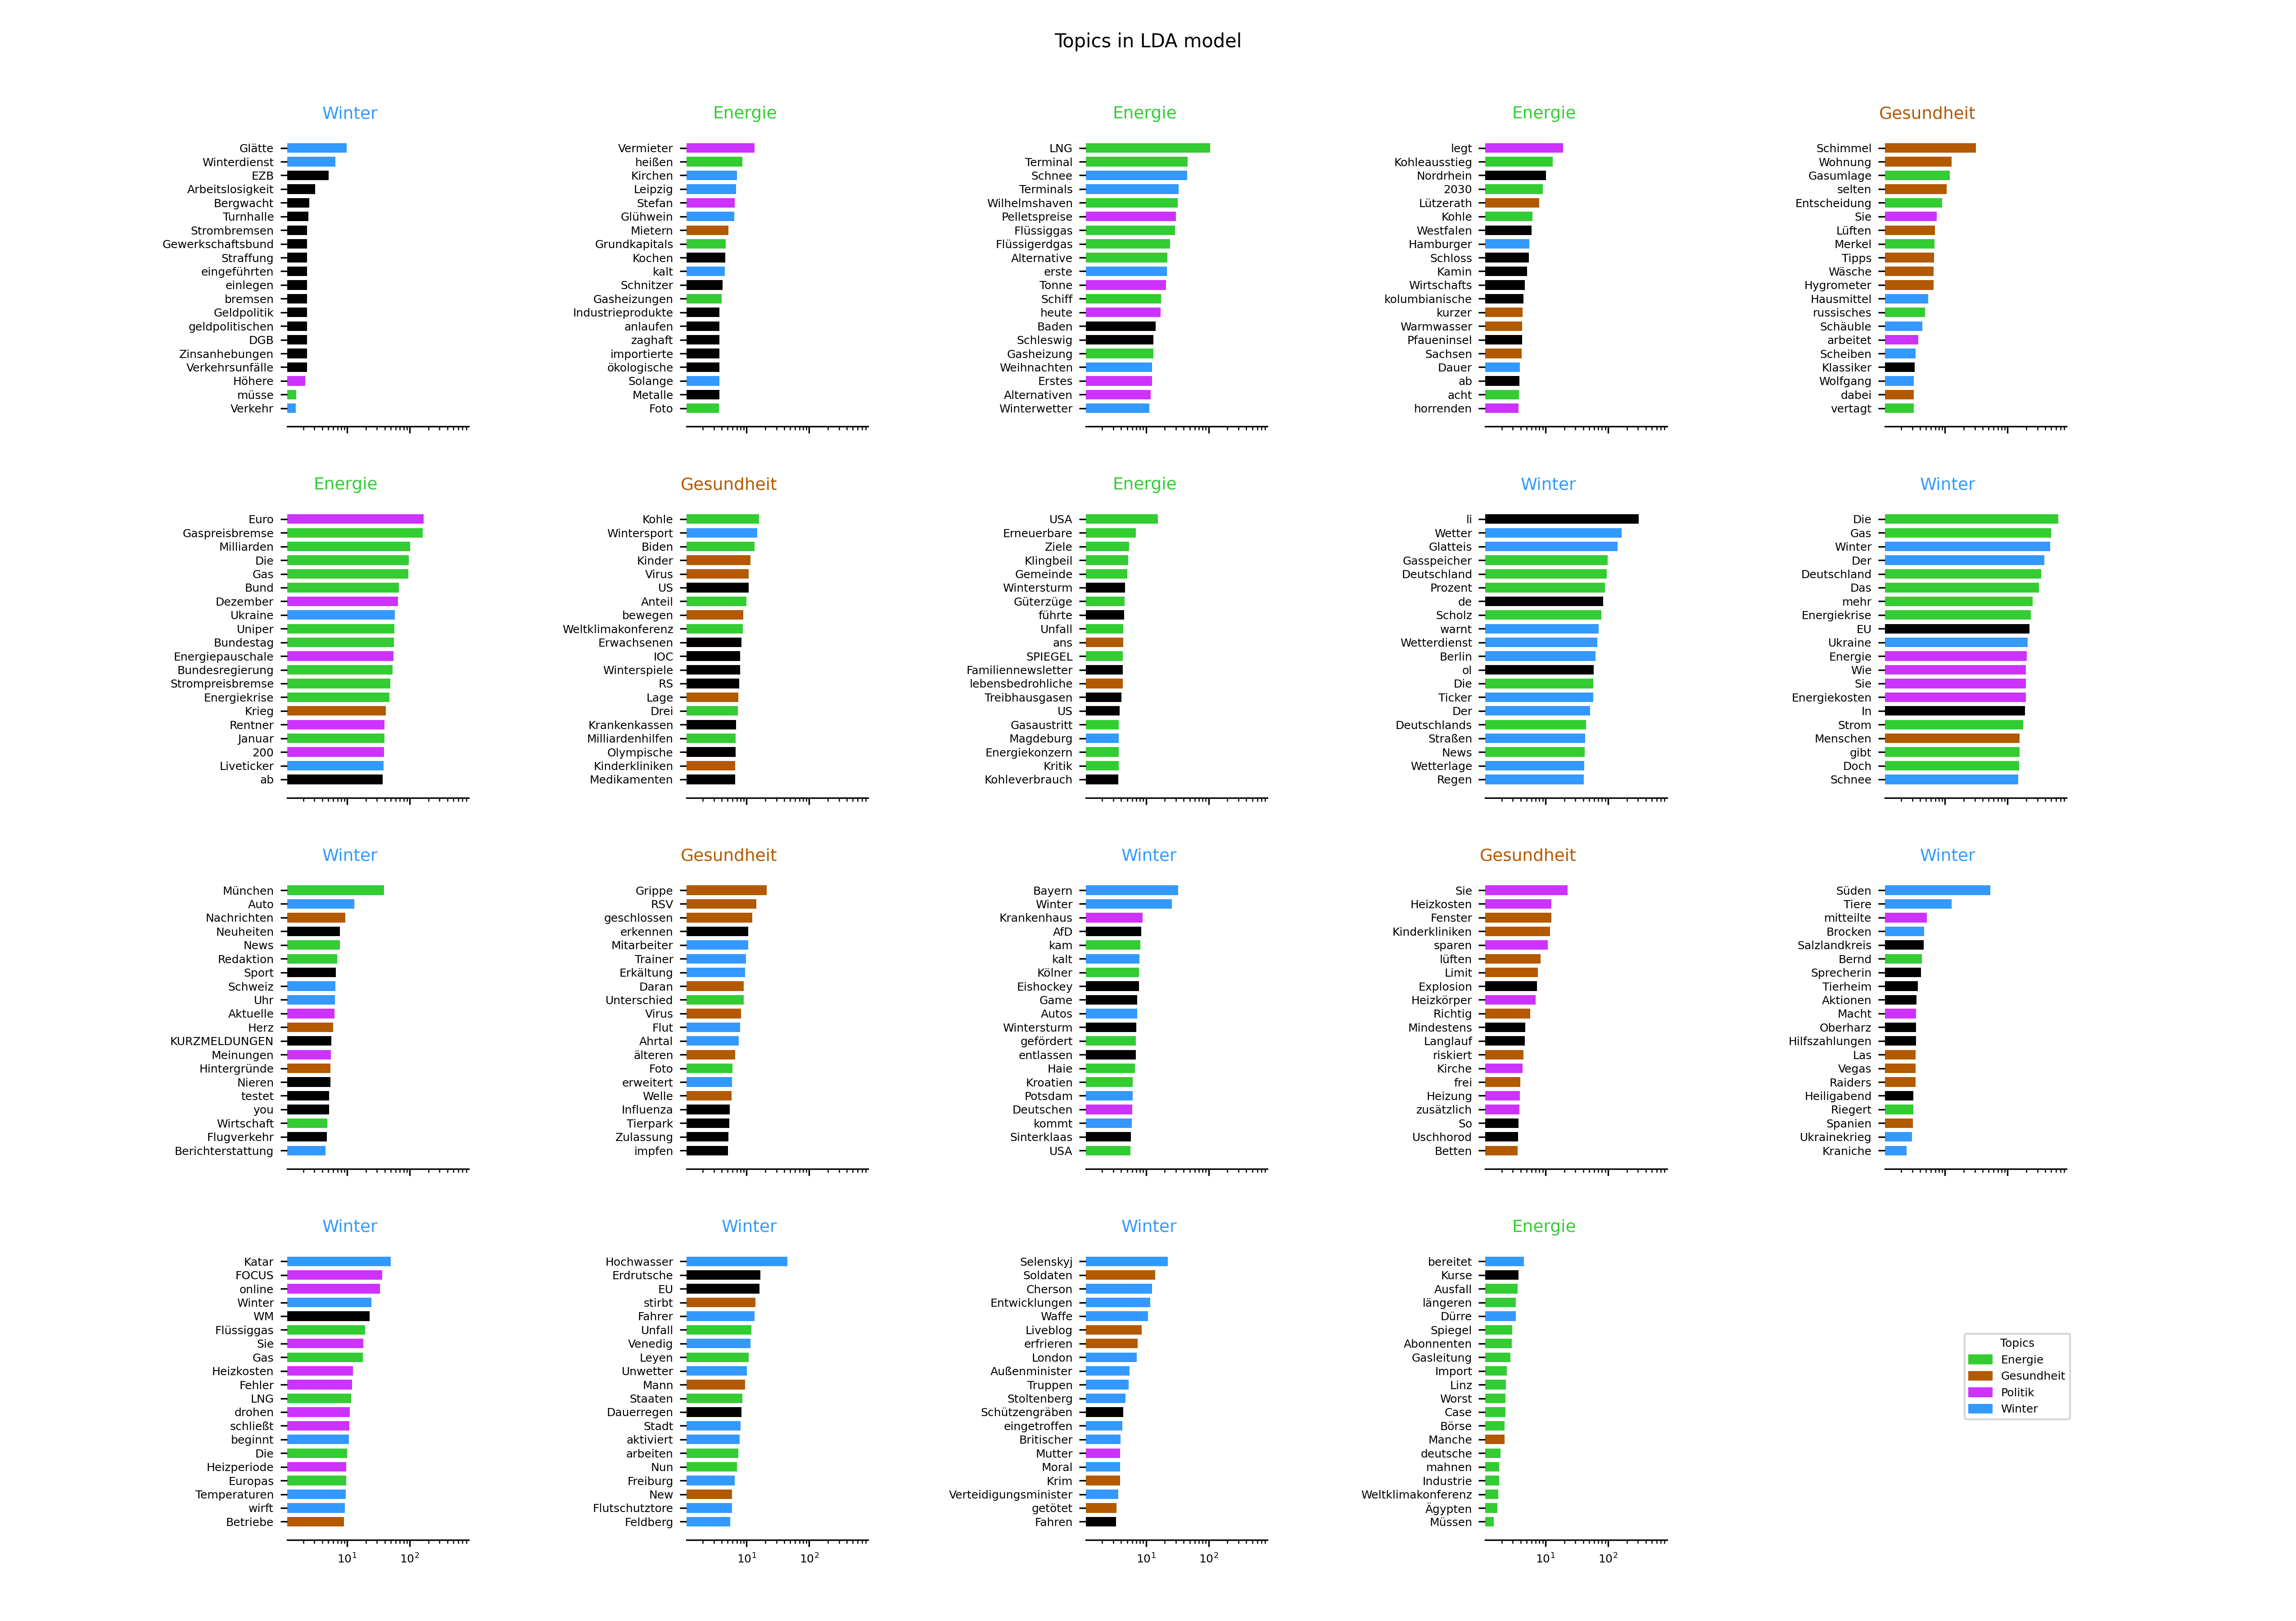 Topics in LDA model
Winter
Glätte
Winterdienst
EZB
Arbeitslosigkeit
Bergwacht
Turnhalle
Strombremsen
Gewerkschaftsbund
Straffung
eingeführten
einlegen
bremsen
Geldpolitik
geldpolitischen
DGB
Zinsanhebungen
Verkehrsunfälle
Höhere
müsse
Verkehr
Energie
Vermieter
heißen
Kirchen
Leipzig
Stefan
Glühwein
Mietern
Grundkapitals
Kochen
kalt
Schnitzer
Gasheizungen
Industrieprodukte
anlaufen
zaghaft
importierte
ökologische
Solange
Metalle
Foto
Energie
LNG
Terminal
Schnee
Terminals
Wilhelmshaven
Pelletspreise
Flüssiggas
Flüssigerdgas
Alternative
erste
Tonne
Schiff
heute
Baden
Schleswig
Gasheizung
Weihnachten
Erstes
Alternativen
Winterwetter
Energie
legt
Kohleausstieg
Nordrhein
2030
Lützerath
Kohle
Westfalen
Hamburger
Schloss
Kamin
Wirtschafts
kolumbianische
kurzer
Warmwasser
Pfaueninsel
Sachsen
Dauer
ab
acht
horrenden
Gesundheit
Schimmel
Wohnung
Gasumlage
selten
Entscheidung
Sie
Lüften
Merkel
Tipps
Wäsche
Hygrometer
Hausmittel
russisches
Schäuble
arbeitet
Scheiben
Klassiker
Wolfgang
dabei
vertagt
Energie
Euro
Gaspreisbremse
Milliarden
Die
Gas
Bund
Dezember
Ukraine
Uniper
Bundestag
Energiepauschale
Bundesregierung
Strompreisbremse
Energiekrise
Krieg
Rentner
Januar
200
Liveticker
ab
Gesundheit
Kohle
Wintersport
Biden
Kinder
Virus
US
Anteil
bewegen
Weltklimakonferenz
Erwachsenen
IOC
Winterspiele
RS
Lage
Drei
Krankenkassen
Milliardenhilfen
Olympische
Kinderkliniken
Medikamenten
Energie
USA
Erneuerbare
Ziele
Klingbeil
Gemeinde
Wintersturm
Güterzüge
führte
Unfall
ans
SPIEGEL
Familiennewsletter
lebensbedrohliche
Treibhausgasen
US
Gasaustritt
Magdeburg
Energiekonzern
Kritik
Kohleverbrauch
Winter
li
Wetter
Glatteis
Gasspeicher
Deutschland
Prozent
de
Scholz
warnt
Wetterdienst
Berlin
ol
Die
Ticker
Der
Deutschlands
Straßen
News
Wetterlage
Regen
Winter
Die
Gas
Winter
Der
Deutschland
Das
mehr
Energiekrise
EU
Ukraine
Energie
Wie
Sie
Energiekosten
In
Strom
Menschen
gibt
Doch
Schnee
Winter
München
Auto
Nachrichten
Neuheiten
News
Redaktion
Sport
Schweiz
Uhr
Aktuelle
Herz
KURZMELDUNGEN
Meinungen
Hintergründe
Nieren
testet
you
Wirtschaft
Flugverkehr
Berichterstattung
Gesundheit
Grippe
RSV
geschlossen
erkennen
Mitarbeiter
Trainer
Erkältung
Daran
Unterschied
Virus
Flut
Ahrtal
älteren
Foto
erweitert
Welle
Influenza
Tierpark
Zulassung
impfen
Winter
Bayern
Winter
Krankenhaus
AfD
kam
kalt
Kölner
Eishockey
Game
Autos
Wintersturm
gefördert
entlassen
Haie
Kroatien
Potsdam
Deutschen
kommt
Sinterklaas
USA
Gesundheit
Sie
Heizkosten
Fenster
Kinderkliniken
sparen
lüften
Limit
Explosion
Heizkörper
Richtig
Mindestens
Langlauf
riskiert
Kirche
frei
Heizung
zusätzlich
So
Uschhorod
Betten
Winter
Süden
Tiere
mitteilte
Brocken
Salzlandkreis
Bernd
Sprecherin
Tierheim
Aktionen
Macht
Oberharz
Hilfszahlungen
Las
Vegas
Raiders
Heiligabend
Riegert
Spanien
Ukrainekrieg
Kraniche
Winter
Katar
FOCUS
online
Winter
WM
Flüssiggas
Sie
Gas
Heizkosten
Fehler
LNG
drohen
schließt
beginnt
Die
Heizperiode
Europas
Temperaturen
wirft
Betriebe
10¹ 10²
Winter
Hochwasser
Erdrutsche
EU
stirbt
Fahrer
Unfall
Venedig
Leyen
Unwetter
Mann
Staaten
Dauerregen
Stadt
aktiviert
arbeiten
Nun
Freiburg
New
Flutschutztore
Feldberg
10¹ 10²
Winter
Selenskyj
Soldaten
Cherson
Entwicklungen
Waffe
Liveblog
erfrieren
London
Außenminister
Truppen
Stoltenberg
Schützengräben
eingetroffen
Britischer
Mutter
Moral
Krim
Verteidigungsminister
getötet
Fahren
10¹ 10²
Energie
bereitet
Kurse
Ausfall
längeren
Dürre
Spiegel
Abonnenten
Gasleitung
Import
Linz
Worst
Case
Börse
Manche
deutsche
mahnen
Industrie
Weltklimakonferenz
Ägypten
Müssen
10¹ 10²
Topics
Energie
Gesundheit
Politik
Winter